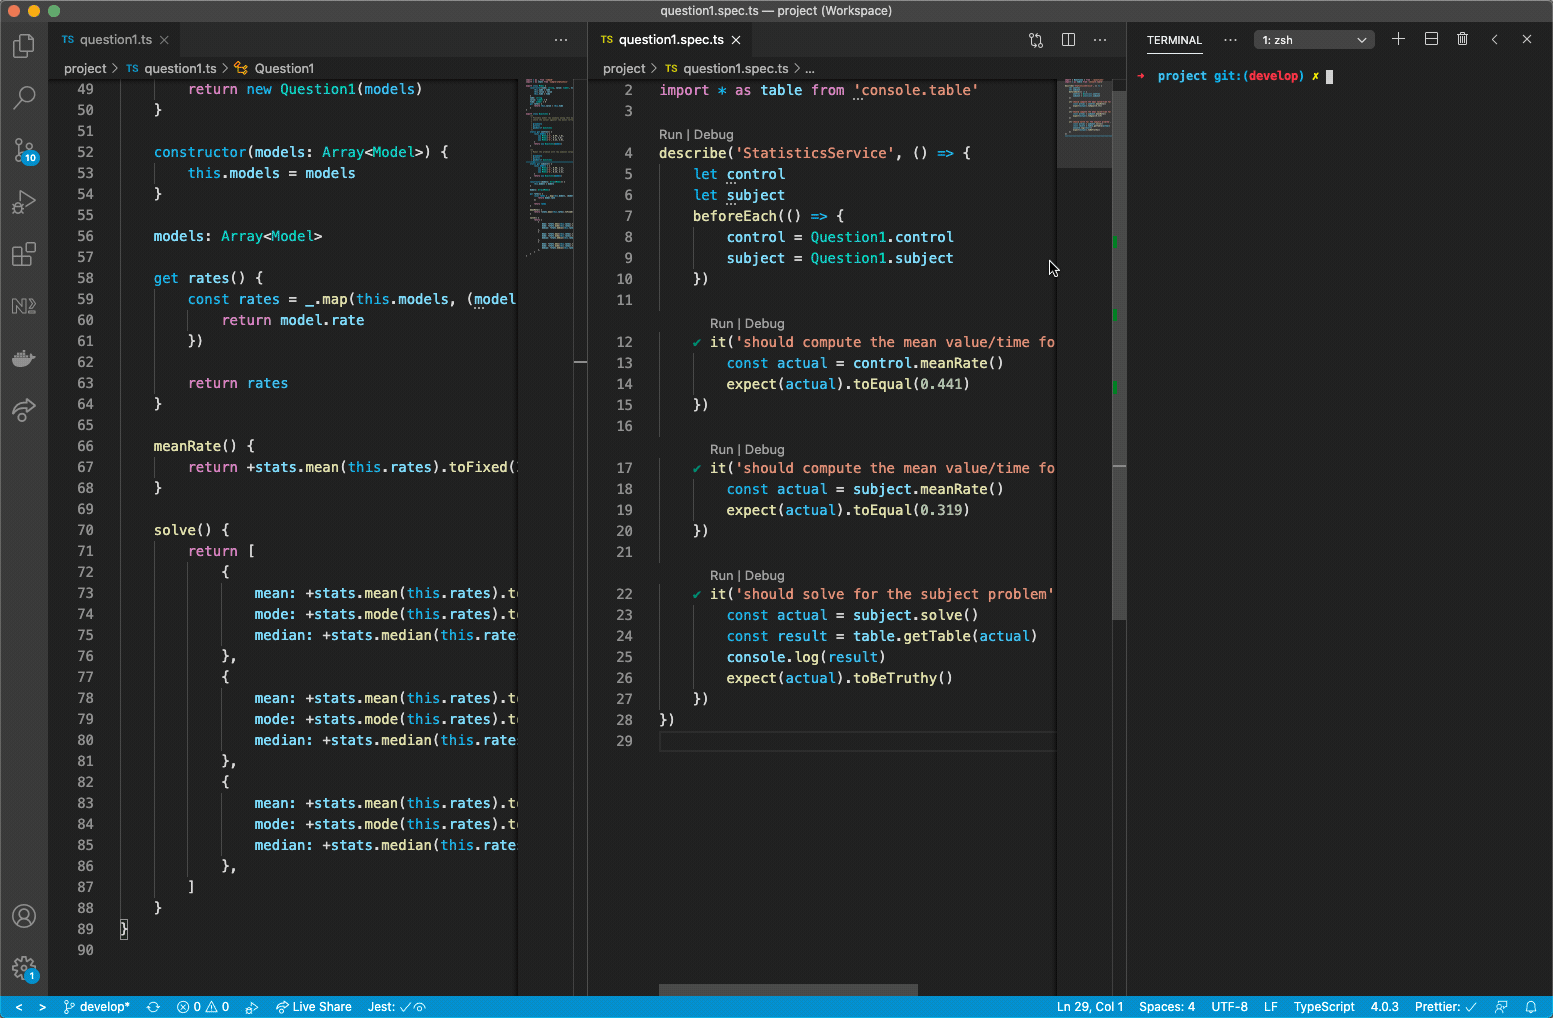 question1.spec.ts — project (Workspace)
TS question1.ts
project > TS question1.ts > Question1
49 return new Question1(models)
50 }
51
52 constructor(models: Array<Model>) {
53 this.models = models
54 }
55
56 models: Array<Model>
57
58 get rates() {
59 const rates = _.map(this.models, (model
60 return model.rate
61 })
62
63 return rates
64 }
65
66 meanRate() {
67 return +stats.mean(this.rates).toFixed(
68 }
69
70 solve() {
71 return [
72 {
73 mean: +stats.mean(this.rates).t
74 mode: +stats.mode(this.rates).t
75 median: +stats.median(this.rate
76 },
77 {
78 mean: +stats.mean(this.rates).t
79 mode: +stats.mode(this.rates).t
80 median: +stats.median(this.rate
81 },
82 {
83 mean: +stats.mean(this.rates).t
84 mode: +stats.mode(this.rates).t
85 median: +stats.median(this.rate
86 },
87 ]
88 }
89 }
90
TS question1.spec.ts
project > TS question1.spec.ts > ...
2 import * as table from 'console.table'
3
Run | Debug
4 describe('StatisticsService', () => {
5 let control
6 let subject
7 beforeEach(() => {
8 control = Question1.control
9 subject = Question1.subject
10 })
11
Run | Debug
12 it('should compute the mean value/time fo
13 const actual = control.meanRate()
14 expect(actual).toEqual(0.441)
15 })
16
Run | Debug
17 it('should compute the mean value/time fo
18 const actual = subject.meanRate()
19 expect(actual).toEqual(0.319)
20 })
21
Run | Debug
22 it('should solve for the subject problem'
23 const actual = subject.solve()
24 const result = table.getTable(actual)
25 console.log(result)
26 expect(actual).toBeTruthy()
27 })
28 })
29
TERMINAL ··· 1: zsh
➜ project git:(develop) ✗
10
N2
1
develop* 0 0 Live Share Jest: ✓
Ln 29, Col 1 Spaces: 4 UTF-8 LF TypeScript 4.0.3 Prettier: ✓